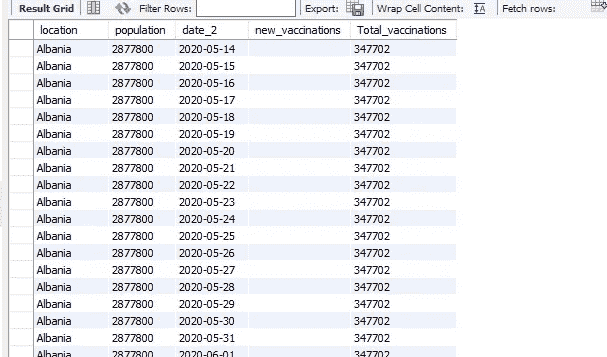 Result Grid Filter Rows: Export: Wrap Cell Content: Fetch rows:
location population date_2 new_vaccinations Total_vaccinations
Albania 2877800 2020-05-14 347702
Albania 2877800 2020-05-15 347702
Albania 2877800 2020-05-16 347702
Albania 2877800 2020-05-17 347702
Albania 2877800 2020-05-18 347702
Albania 2877800 2020-05-19 347702
Albania 2877800 2020-05-20 347702
Albania 2877800 2020-05-21 347702
Albania 2877800 2020-05-22 347702
Albania 2877800 2020-05-23 347702
Albania 2877800 2020-05-24 347702
Albania 2877800 2020-05-25 347702
Albania 2877800 2020-05-26 347702
Albania 2877800 2020-05-27 347702
Albania 2877800 2020-05-28 347702
Albania 2877800 2020-05-29 347702
Albania 2877800 2020-05-30 347702
Albania 2877800 2020-05-31 347702
Albania 2877800 2020-06-01 347702